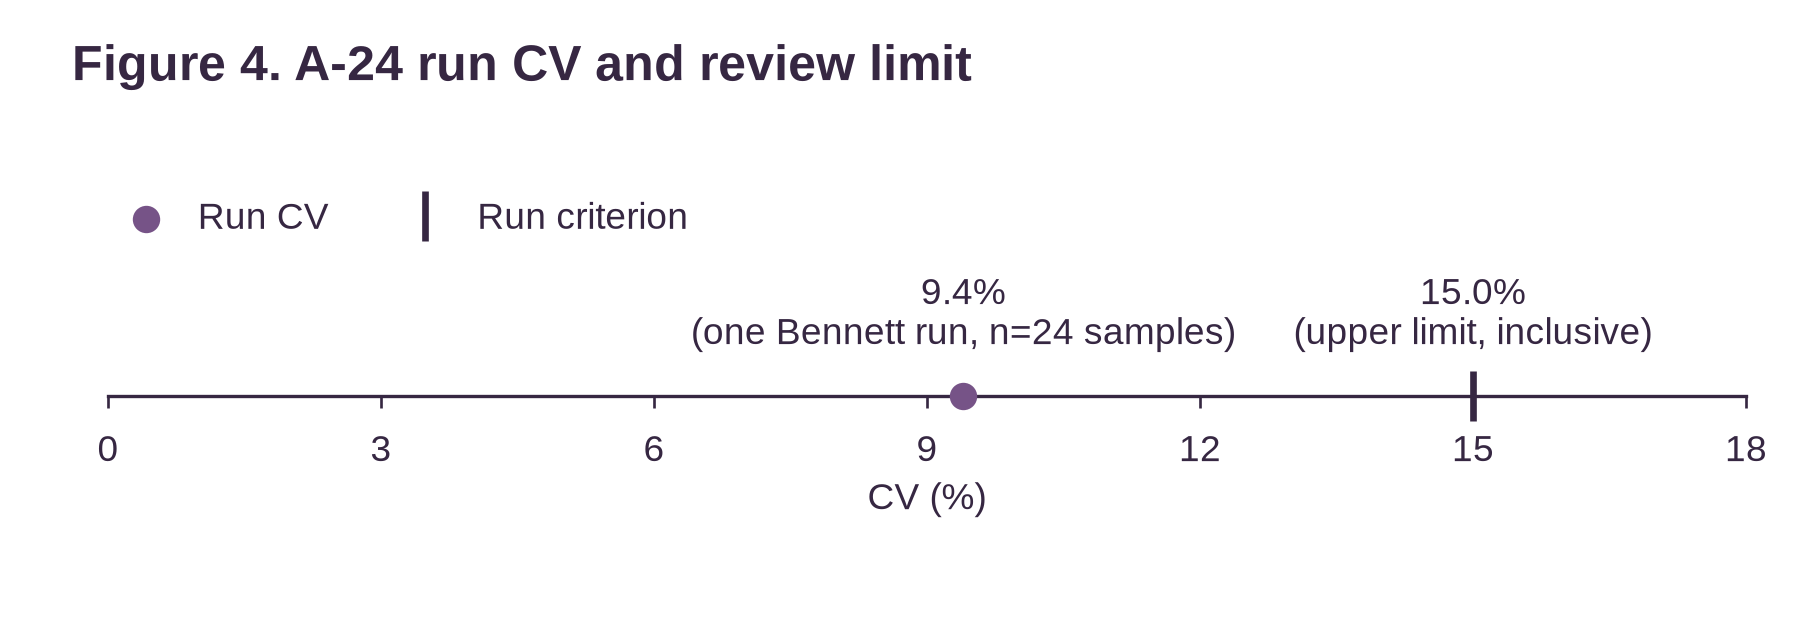 Figure 4. A-24 run CV and review limit
Run CV
Run criterion
9.4%
(one Bennett run, n=24 samples)
15.0%
(upper limit, inclusive)
0
3
6
9
12
15
18
CV (%)